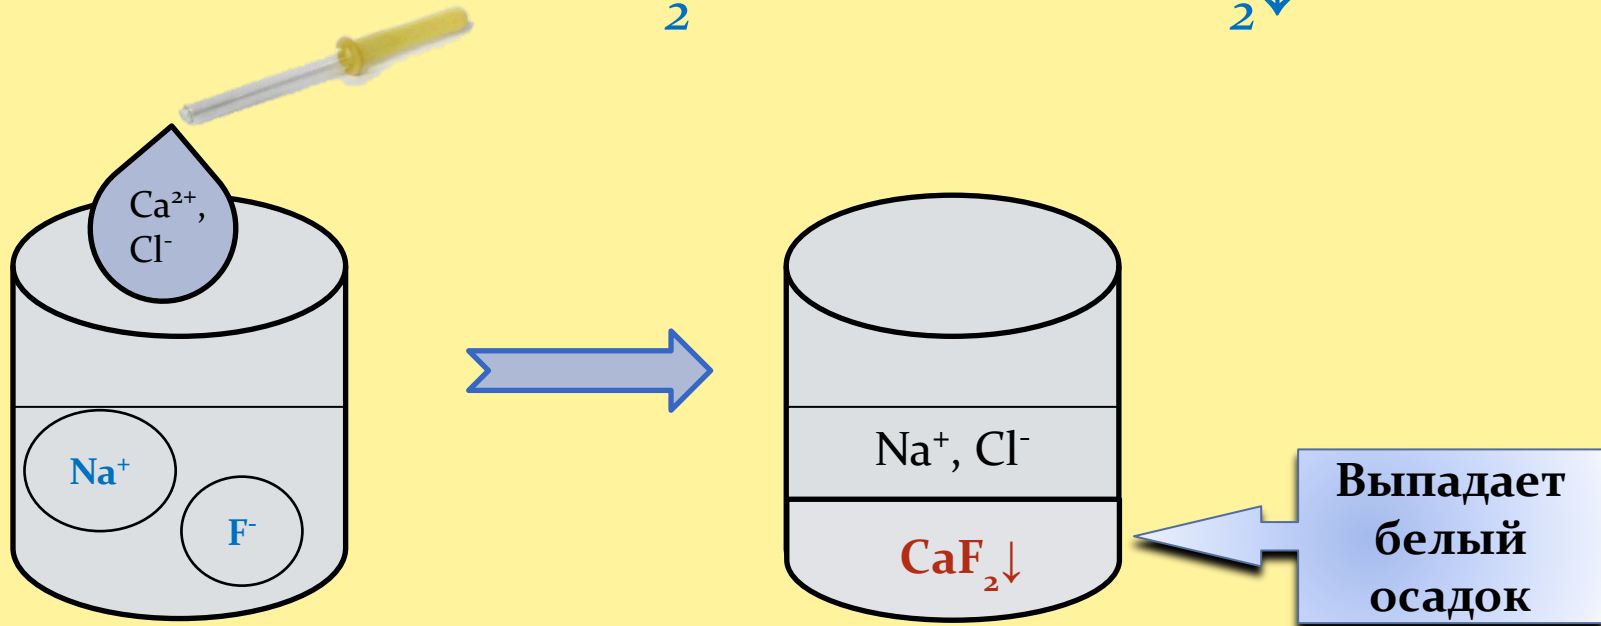 2 2↓
Ca²⁺,
Cl⁻
Na⁺
F⁻
Na⁺, Cl⁻
CaF₂↓
Выпадает
белый
осадок